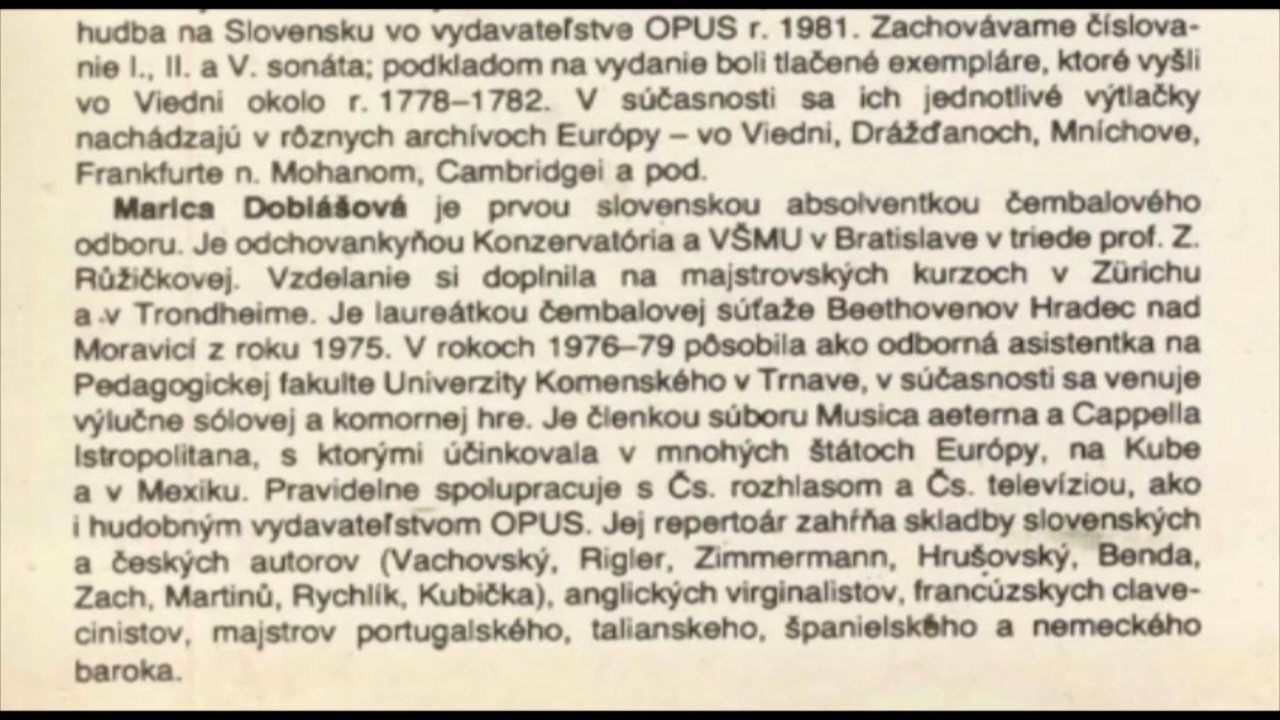 hudba na Slovensku vo vydavateľstve OPUS r. 1981. Zachovávame číslova-
nie I., II. a V. sonáta; podkladom na vydanie boli tlačené exempláre, ktoré vyšli
vo Viedni okolo r. 1778–1782. V súčasnosti sa ich jednotlivé výtlačky
nachádzajú v rôznych archívoch Európy – vo Viedni, Drážďanoch, Mníchove,
Frankfurte n. Mohanom, Cambridgei a pod.
Marica Dobiášová je prvou slovenskou absolventkou čembalového
odboru. Je odchovankyňou Konzervatória a VŠMU v Bratislave v triede prof. Z.
Růžičkovej. Vzdelanie si doplnila na majstrovských kurzoch v Zürichu
a v Trondheime. Je laureátkou čembalovej súťaže Beethovenov Hradec nad
Moravicí z roku 1975. V rokoch 1976–79 pôsobila ako odborná asistentka na
Pedagogickej fakulte Univerzity Komenského v Trnave, v súčasnosti sa venuje
výlučne sólovej a komornej hre. Je členkou súboru Musica aeterna a Cappella
Istropolitana, s ktorými účinkovala v mnohých štátoch Európy, na Kube
a v Mexiku. Pravidelne spolupracuje s Čs. rozhlasom a Čs. televíziou, ako
i hudobným vydavateľstvom OPUS. Jej repertoár zahŕňa skladby slovenských
a českých autorov (Vachovský, Rigler, Zimmermann, Hrušovský, Benda,
Zach, Martinů, Rychlík, Kubička), anglických virginalistov, francúzskych clave-
cinistov, majstrov portugalského, talianskeho, španielského a nemeckého
baroka.